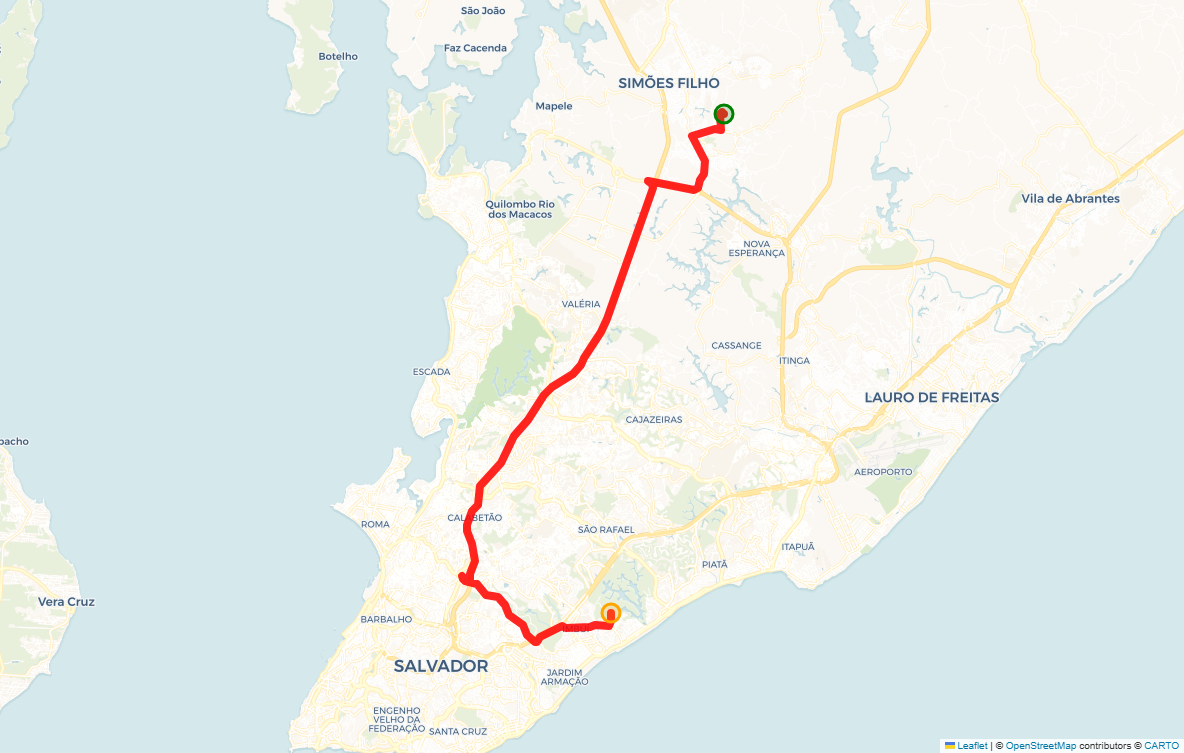 São João
Faz Cacenda
Botelho
SIMÕES FILHO
Mapele
Quilombo Rio
dos Macacos
Vila de Abrantes
NOVA
ESPERANÇA
VALÉRIA
CASSANGE
ITINGA
ESCADA
LAURO DE FREITAS
CAJAZEIRAS
pacho
AEROPORTO
CALABETÃO
ROMA
SÃO RAFAEL
ITAPUÃ
PIATÃ
Vera Cruz
BARBALHO
IMBUÍ
SALVADOR
JARDIM
ARMAÇÃO
ENGENHO
VELHO DA
FEDERAÇÃO
SANTA CRUZ
Leaflet | © OpenStreetMap contributors © CARTO